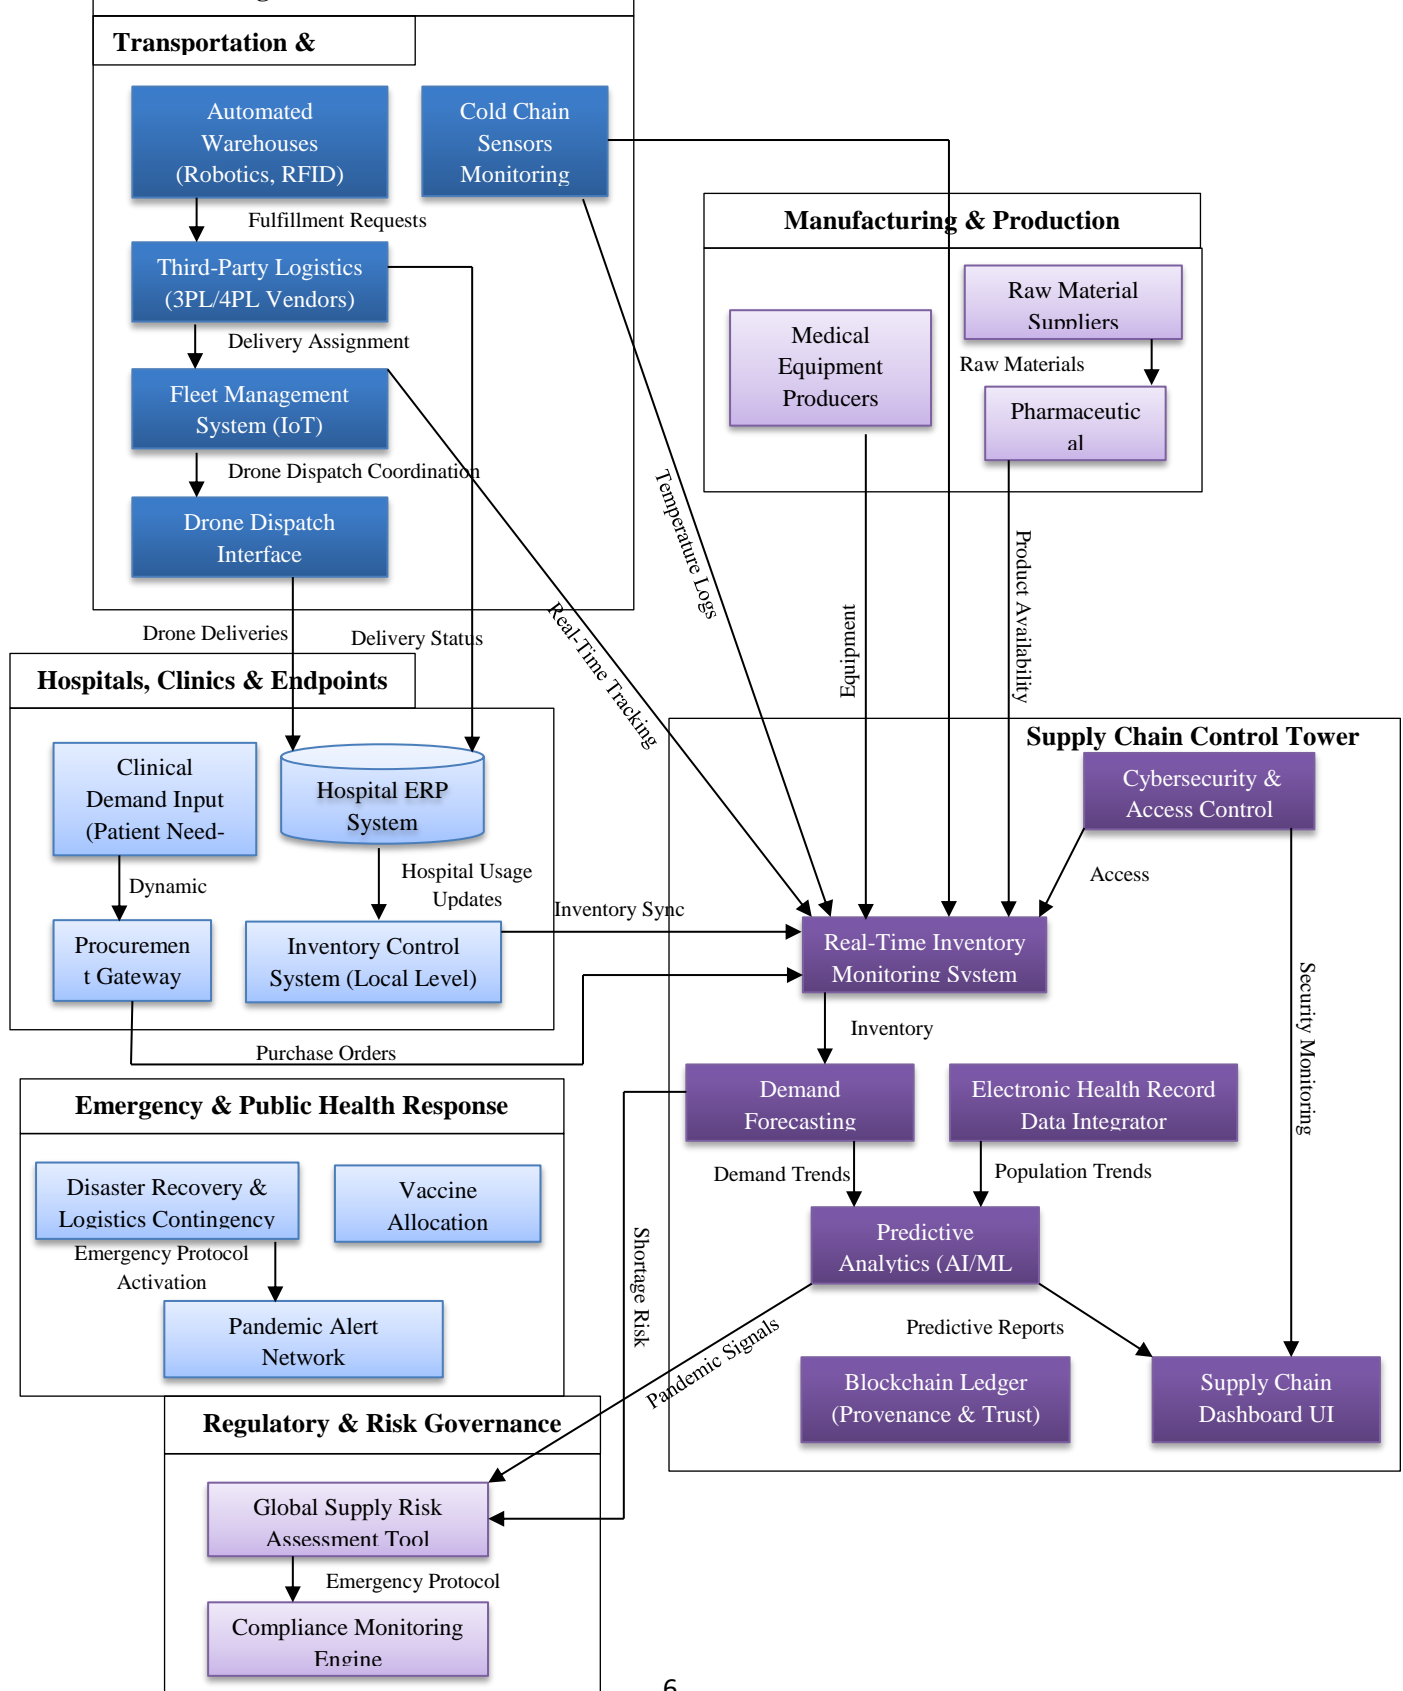 Transportation &
Automated
Warehouses
(Robotics, RFID)
Cold Chain
Sensors
Monitoring
Fulfillment Requests
Third-Party Logistics
(3PL/4PL Vendors)
Delivery Assignment
Fleet Management
System (IoT)
Drone Dispatch Coordination
Drone Dispatch
Interface
Manufacturing & Production
Medical
Equipment
Producers
Raw Material
Suppliers
Raw Materials
Pharmaceutic
al
Temperature Logs
Real-Time Tracking
Equipment
Product Availability
Drone Deliveries
Delivery Status
Hospitals, Clinics & Endpoints
Clinical
Demand Input
(Patient Need-
Hospital ERP
System
Dynamic
Hospital Usage
Updates
Procuremen
t Gateway
Inventory Control
System (Local Level)
Inventory Sync
Purchase Orders
Supply Chain Control Tower
Cybersecurity &
Access Control
Access
Real-Time Inventory
Monitoring System
Inventory
Security Monitoring
Demand
Forecasting
Electronic Health Record
Data Integrator
Demand Trends
Population Trends
Predictive
Analytics (AI/ML
Predictive Reports
Blockchain Ledger
(Provenance & Trust)
Supply Chain
Dashboard UI
Emergency & Public Health Response
Disaster Recovery &
Logistics Contingency
Vaccine
Allocation
Emergency Protocol
Activation
Pandemic Alert
Network
Shortage Risk
Pandemic Signals
Regulatory & Risk Governance
Global Supply Risk
Assessment Tool
Emergency Protocol
Compliance Monitoring
Engine
6